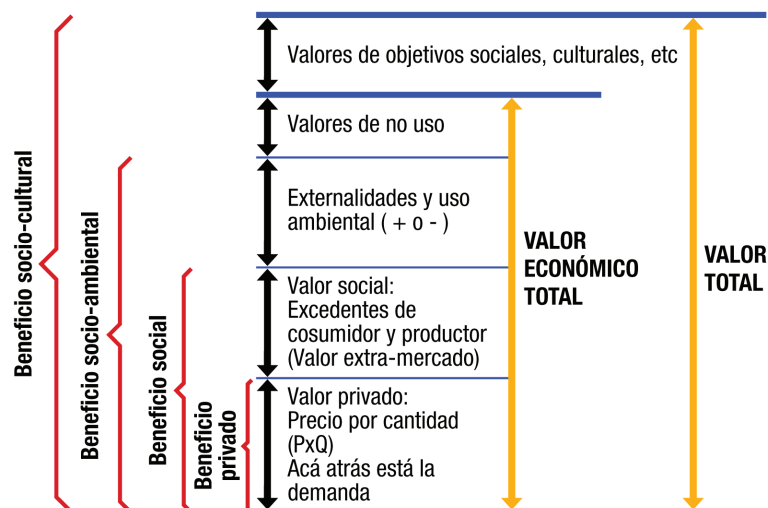 Valores de objetivos sociales, culturales, etc
Valores de no uso
Externalidades y uso
ambiental ( + o - )
Valor social:
Excedentes de
cosumidor y productor
(Valor extra-mercado)
Valor privado:
Precio por cantidad
(PxQ)
Acá atrás está la
demanda
Beneficio socio-cultural
Beneficio socio-ambiental
Beneficio social
Beneficio
privado
VALOR
ECONÓMICO
TOTAL
VALOR
TOTAL